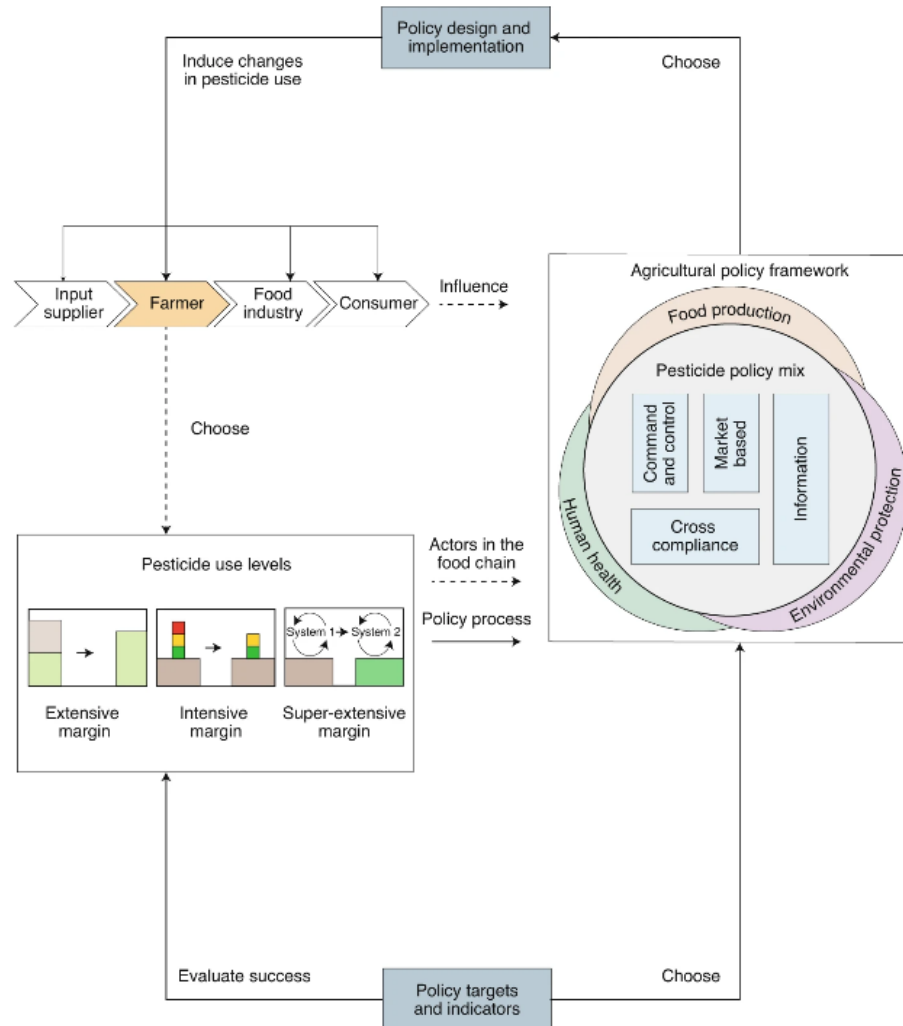 Policy design and
implementation
Induce changes
in pesticide use
Choose
Input
supplier
Farmer
Food
industry
Consumer
Influence
Agricultural policy framework
Food production
Pesticide policy mix
Command
and control
Market
based
Information
Cross
compliance
Human health
Environmental protection
Choose
Pesticide use levels
System 1
System 2
Extensive
margin
Intensive
margin
Super-extensive
margin
Actors in the
food chain
Policy process
Evaluate success
Policy targets
and indicators
Choose